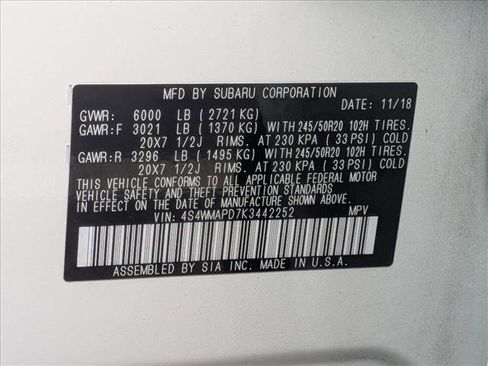 MFD BY SUBARU CORPORATION
DATE: 11/18
GVWR: 6000 LB ( 2721 KG)
GAWR:F 3021 LB ( 1370 KG) WITH 245/50R20 102H TIRES.
20X7 1/2J RIMS. AT 230 KPA ( 33 PSI) COLD
GAWR:R 3296 LB ( 1495 KG) WITH 245/50R20 102H TIRES.
20X7 1/2J RIMS. AT 230 KPA ( 33 PSI) COLD
THIS VEHICLE CONFORMS TO ALL APPLICABLE FEDERAL MOTOR
VEHICLE SAFETY AND BUMPER AND THEFT PREVENTION STANDARDS
IN EFFECT ON THE DATE OF MANUFACTURE SHOWN ABOVE.
VIN: 4S4WMAPD7K3442252 MPV
ASSEMBLED BY SIA INC. MADE IN U.S.A.